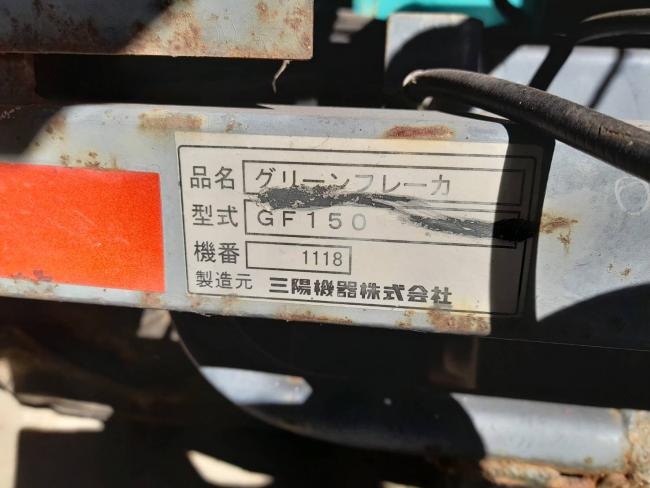 品名 グリーンフレーカ
型式 GF150
機番 1118
製造元 三陽機器株式会社